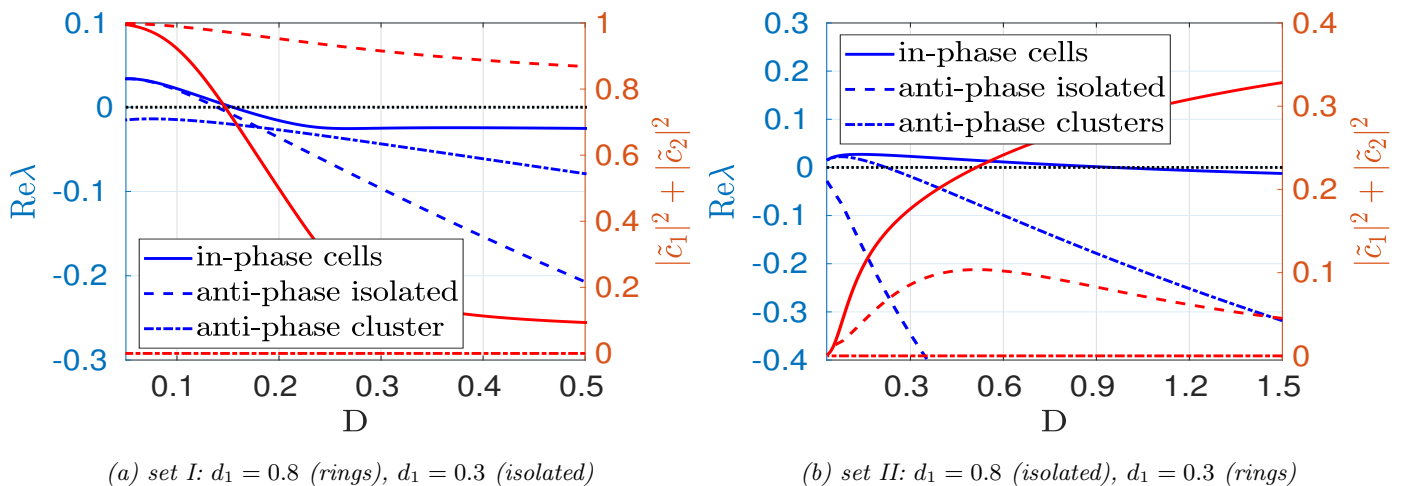 0.1
0
-0.1
-0.2
-0.3
Reλ
in-phase cells
anti-phase isolated
anti-phase cluster
0.1 0.2 0.3 0.4 0.5
D
1
0.8
0.6
0.4
0.2
0
|c̃₁|² + |c̃₂|²
(a) set I: d₁ = 0.8 (rings), d₁ = 0.3 (isolated)
0.3
0.2
0.1
0
-0.1
-0.2
-0.3
-0.4
Reλ
in-phase cells
anti-phase isolated
anti-phase clusters
0.3 0.6 0.9 1.2 1.5
D
0.4
0.3
0.2
0.1
0
|c̃₁|² + |c̃₂|²
(b) set II: d₁ = 0.8 (isolated), d₁ = 0.3 (rings)